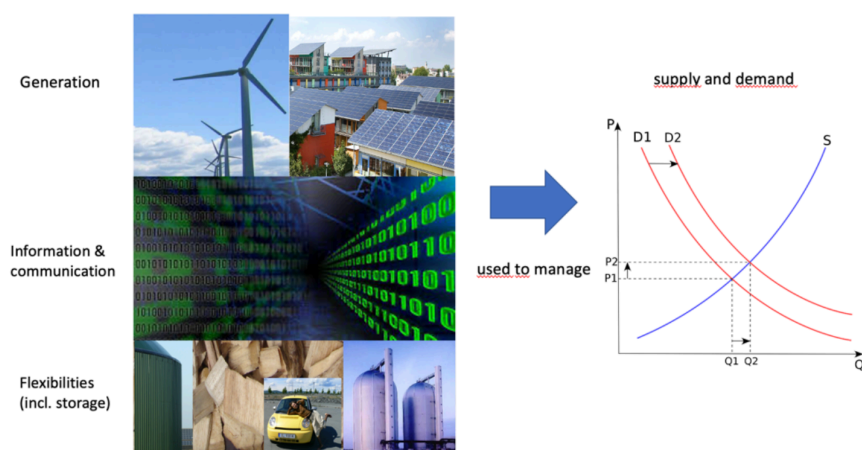 Generation
Information &
communication
Flexibilities
(incl. storage)
used to manage
supply and demand
P
D1 D2
S
P2
P1
Q1 Q2
Q